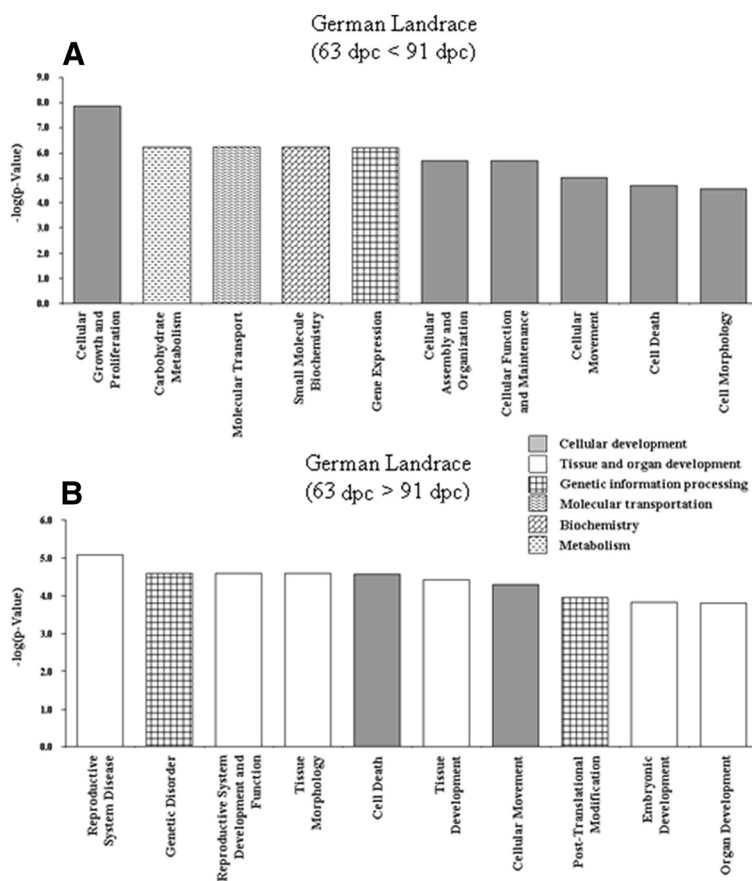 A
German Landrace
(63 dpc < 91 dpc)
-log(p-Value)
9.0
8.0
7.0
6.0
5.0
4.0
3.0
2.0
1.0
0.0
Cellular
Growth and
Proliferation
Carbohydrate
Metabolism
Molecular Transport
Small Molecule
Biochemistry
Gene Expression
Cellular
Assembly and
Organization
Cellular Function
and Maintenance
Cellular
Movement
Cell Death
Cell Morphology
Cellular development
Tissue and organ development
Genetic information processing
Molecular transportation
Biochemistry
Metabolism
B
German Landrace
(63 dpc > 91 dpc)
-log(p-Value)
6.0
5.0
4.0
3.0
2.0
1.0
0.0
Reproductive
System Disease
Genetic Disorder
Reproductive System
Development and
Function
Tissue
Morphology
Cell Death
Tissue
Development
Cellular Movement
Post-Translational
Modification
Embryonic
Development
Organ Development